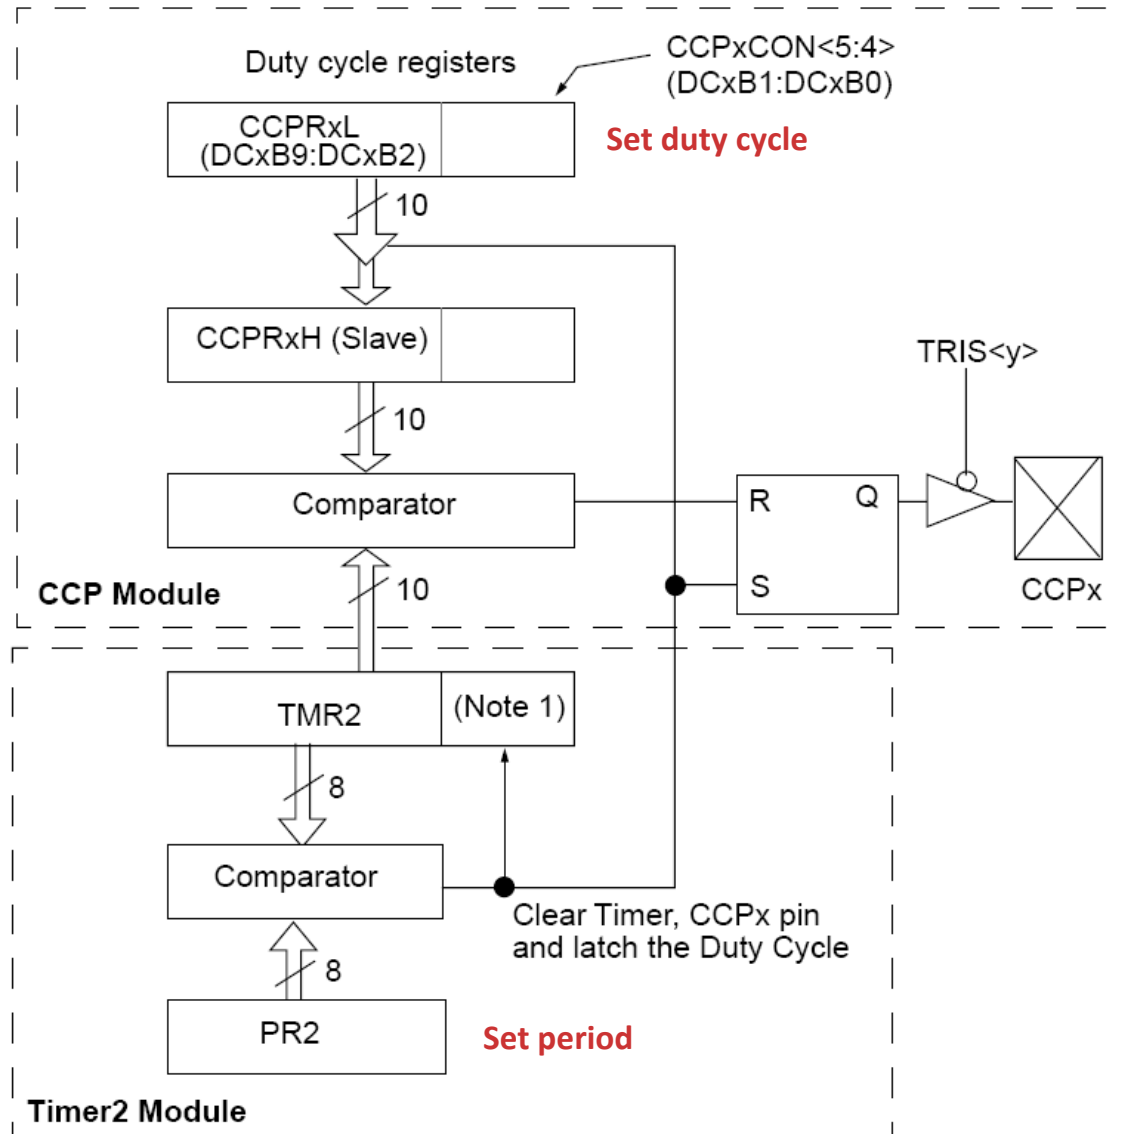 Duty cycle registers
CCPxCON<5:4>
(DCxB1:DCxB0)
CCPRxL
(DCxB9:DCxB2)
Set duty cycle
10
CCPRxH (Slave)
10
TRIS<y>
Comparator
R
Q
S
CCPx
10
CCP Module
TMR2
(Note 1)
8
Comparator
Clear Timer, CCPx pin
and latch the Duty Cycle
8
PR2
Set period
Timer2 Module